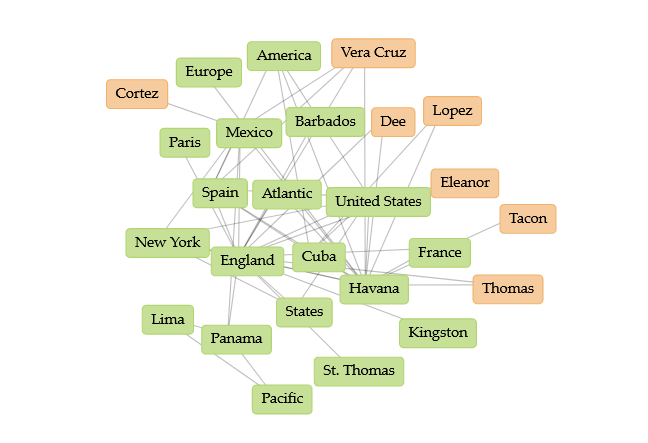 America
Vera Cruz
Europe
Cortez
Barbados
Dee
Lopez
Mexico
Paris
Spain
Atlantic
United States
Eleanor
Tacon
New York
England
Cuba
France
Havana
Thomas
States
Lima
Panama
Kingston
St. Thomas
Pacific